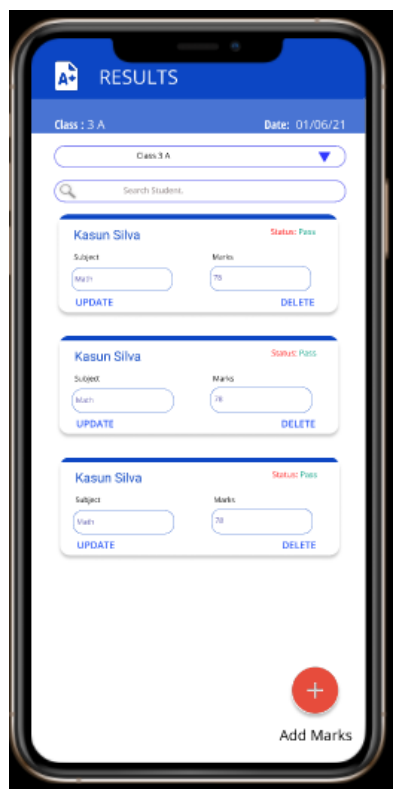 A+ RESULTS
Class : 3 A Date: 01/06/21
Class 3 A
Search Student.
Kasun Silva Status: Pass
Subject Marks
Math 78
UPDATE DELETE
Kasun Silva Status: Pass
Subject Marks
Math 78
UPDATE DELETE
Kasun Silva Status: Pass
Subject Marks
Math 78
UPDATE DELETE
+
Add Marks